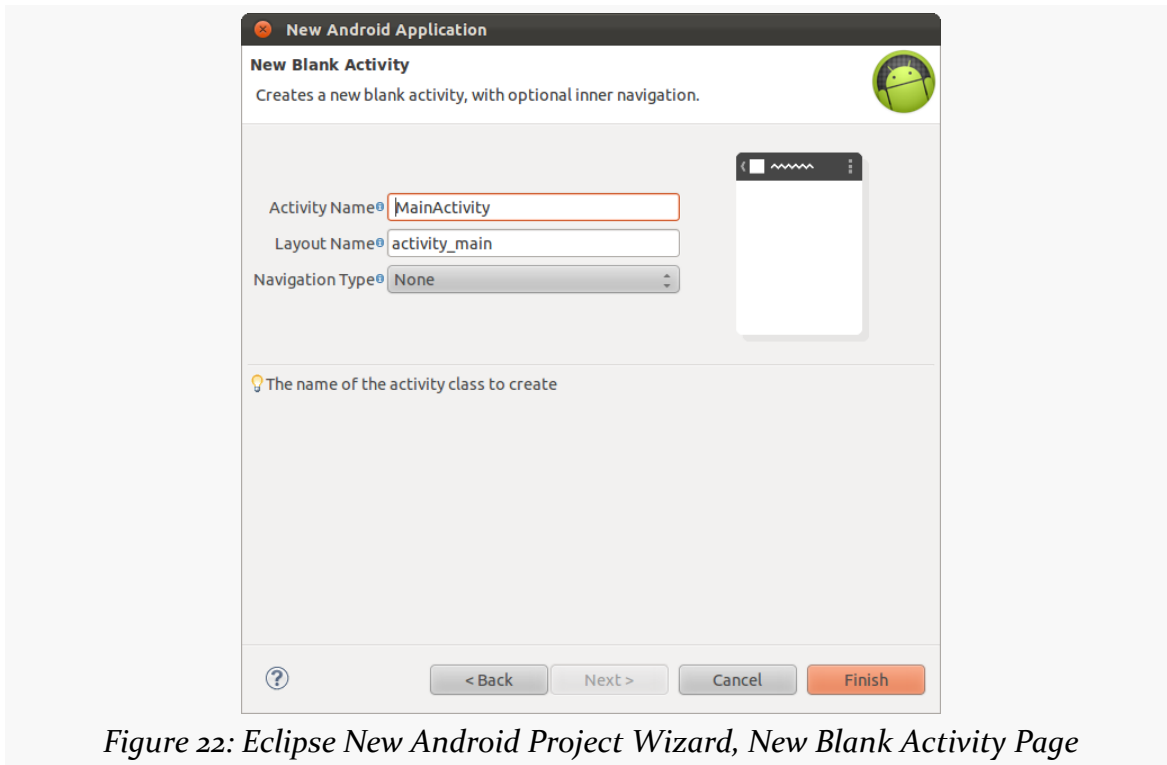 New Android Application
New Blank Activity
Creates a new blank activity, with optional inner navigation.
Activity Name MainActivity
Layout Name activity_main
Navigation Type None
The name of the activity class to create
? < Back Next > Cancel Finish
Figure 22: Eclipse New Android Project Wizard, New Blank Activity Page